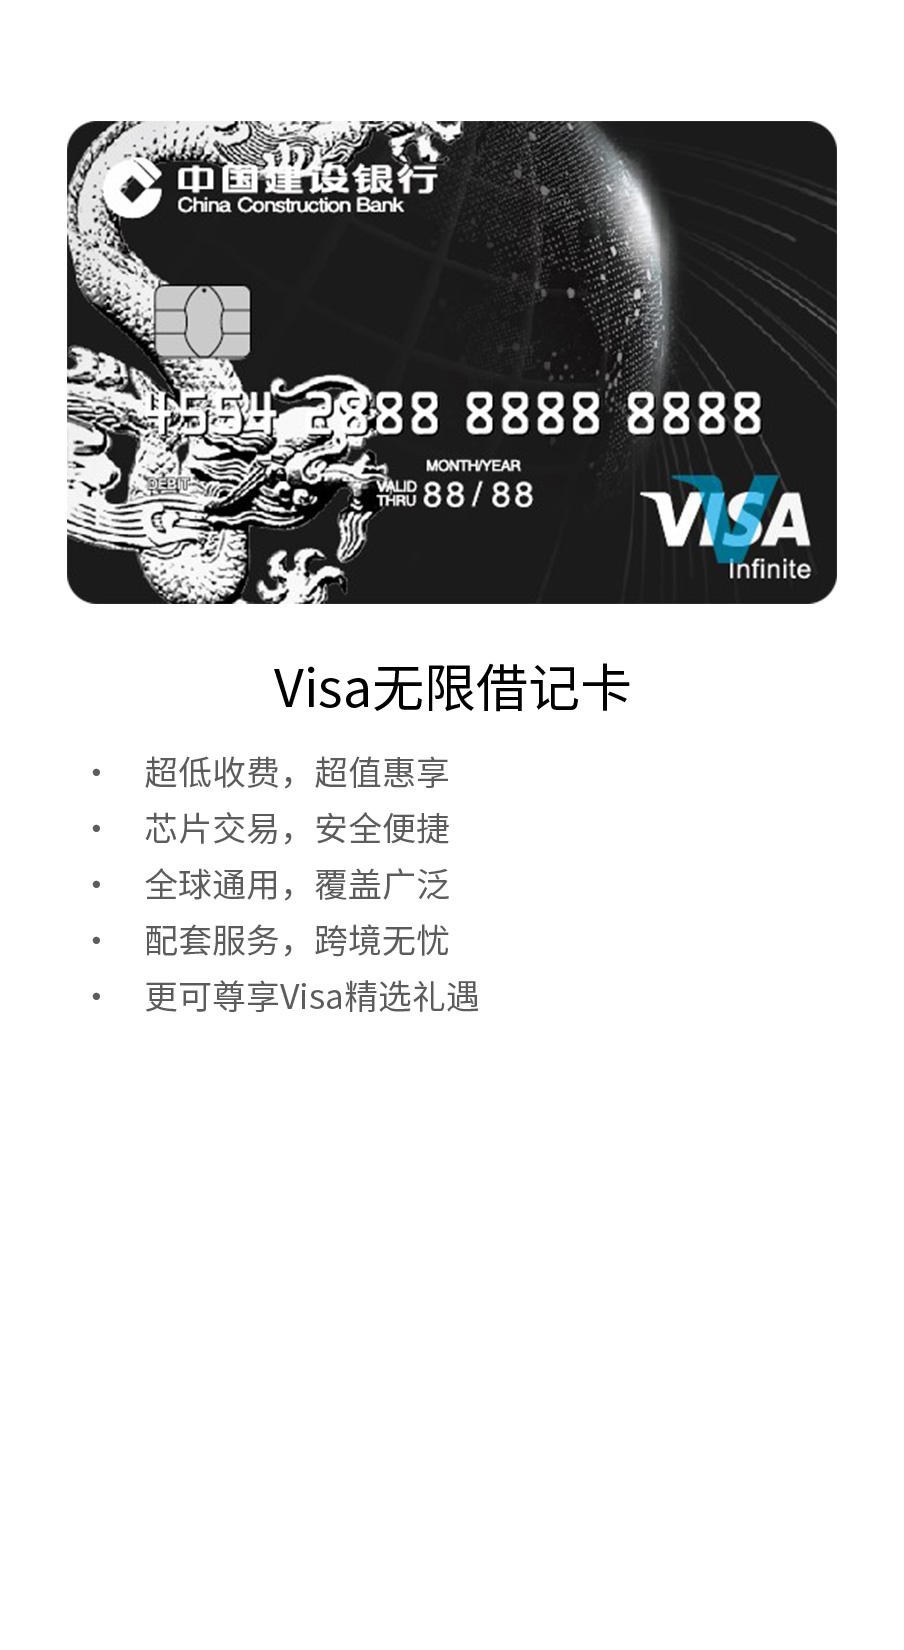 中国建设银行
China Construction Bank
4554 2888 8888 8888
MONTH/YEAR
DEBIT
VALID
THRU 88/88
VISA
Infinite
Visa无限借记卡
• 超低收费，超值惠享
• 芯片交易，安全便捷
• 全球通用，覆盖广泛
• 配套服务，跨境无忧
• 更可尊享Visa精选礼遇